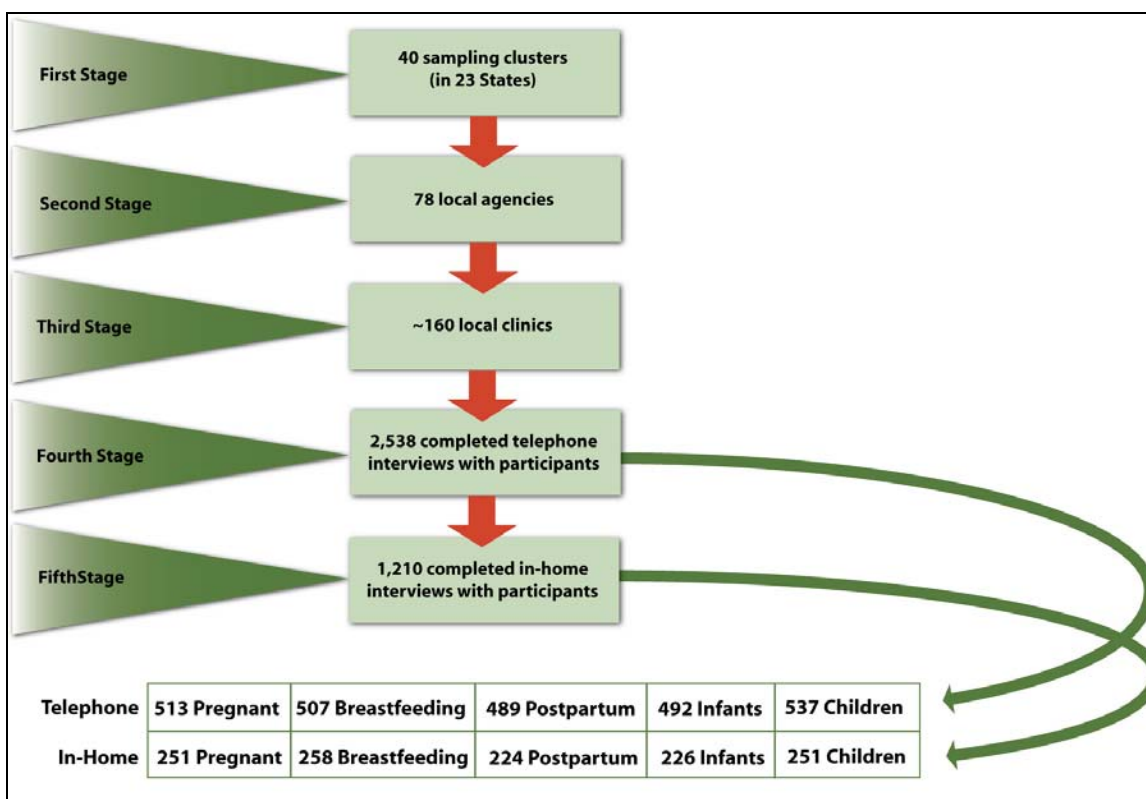 First Stage
40 sampling clusters
(in 23 States)
Second Stage
78 local agencies
Third Stage
~160 local clinics
Fourth Stage
2,538 completed telephone
interviews with participants
FifthStage
1,210 completed in-home
interviews with participants
Telephone 513 Pregnant 507 Breastfeeding 489 Postpartum 492 Infants 537 Children
In-Home 251 Pregnant 258 Breastfeeding 224 Postpartum 226 Infants 251 Children